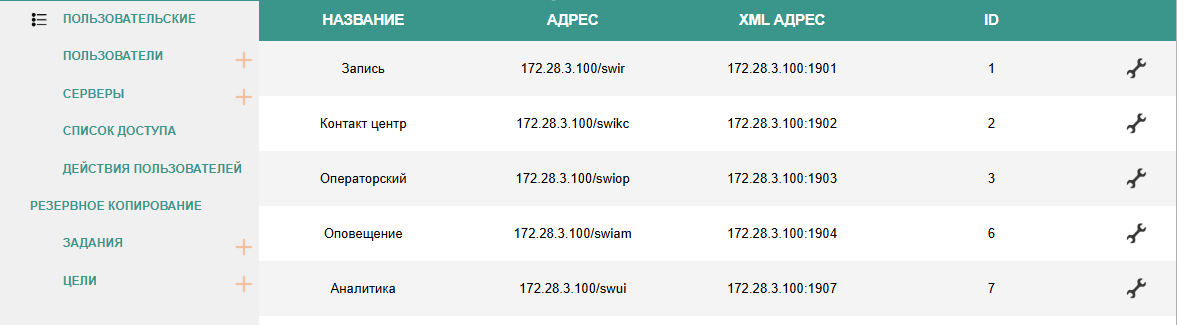 ПОЛЬЗОВАТЕЛЬСКИЕ
ПОЛЬЗОВАТЕЛИ
СЕРВЕРЫ
СПИСОК ДОСТУПА
ДЕЙСТВИЯ ПОЛЬЗОВАТЕЛЕЙ
РЕЗЕРВНОЕ КОПИРОВАНИЕ
ЗАДАНИЯ
ЦЕЛИ
НАЗВАНИЕ АДРЕС XML АДРЕС ID
Запись 172.28.3.100/swir 172.28.3.100:1901 1
Контакт центр 172.28.3.100/swikc 172.28.3.100:1902 2
Операторский 172.28.3.100/swiop 172.28.3.100:1903 3
Оповещение 172.28.3.100/swiam 172.28.3.100:1904 6
Аналитика 172.28.3.100/swui 172.28.3.100:1907 7